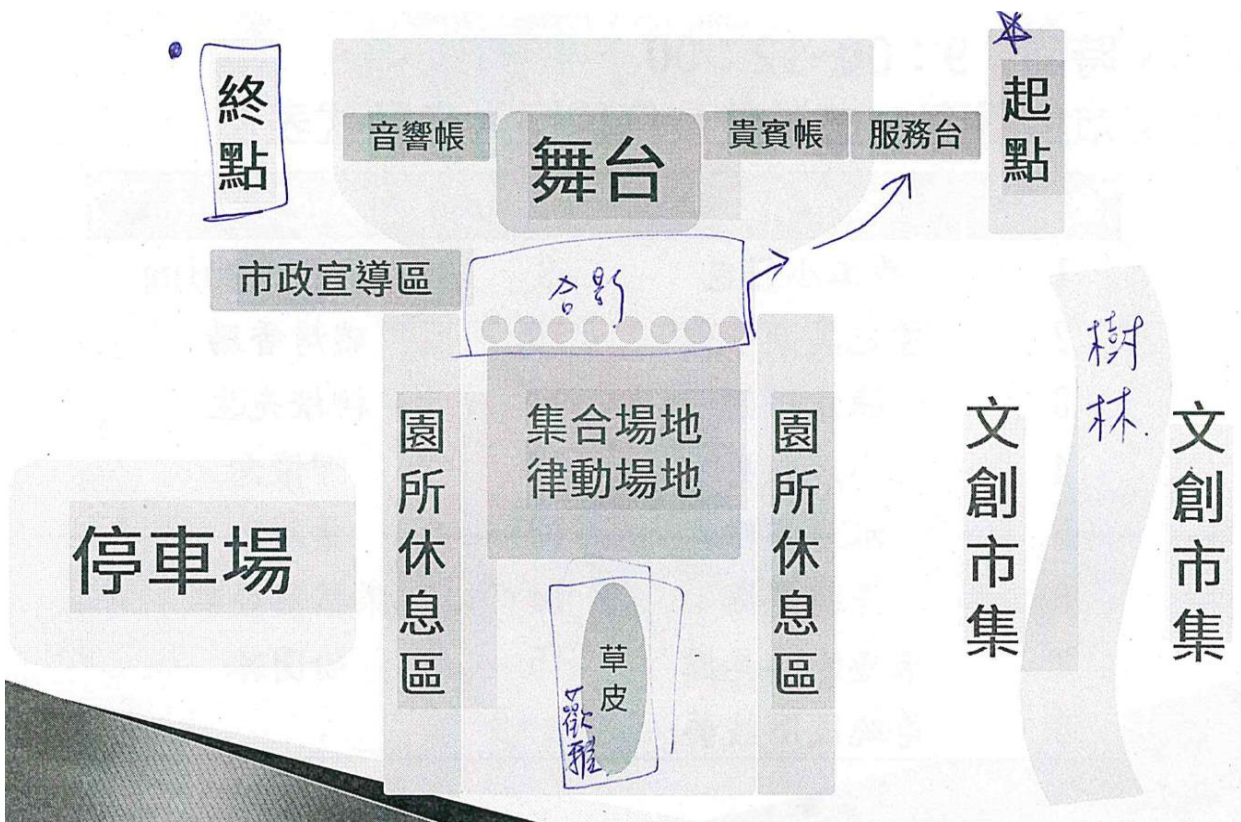 終點
音響帳
舞台
貴賓帳
服務台
起點
市政宣導區
合影
集合場地
律動場地
園所休息區
園所休息區
文創市集
樹林
文創市集
停車場
草皮